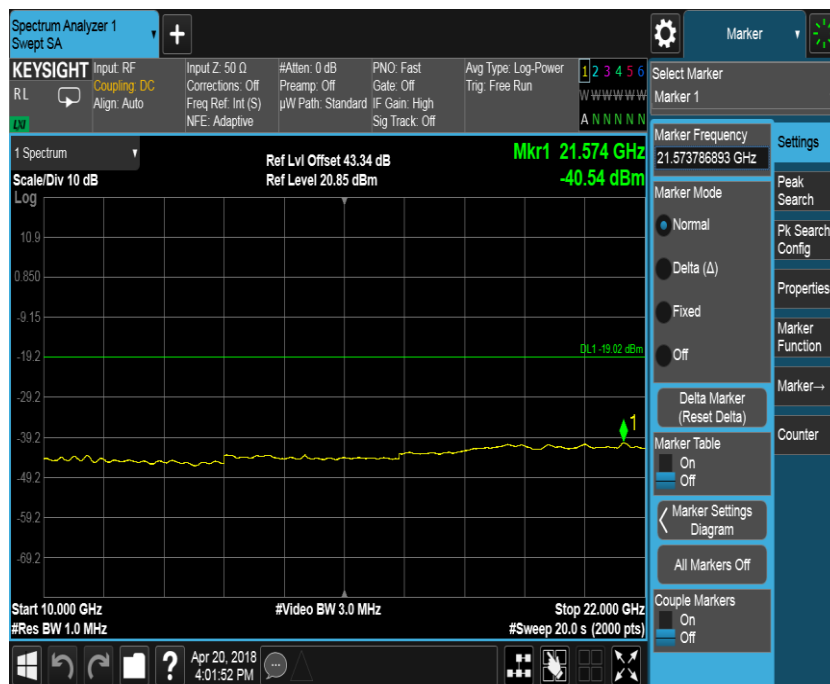 Spectrum Analyzer 1
Swept SA
Marker
KEYSIGHT
RL
LXI
Input: RF
Coupling: DC
Align: Auto
Input Z: 50 Ω
Corrections: Off
Freq Ref: Int (S)
NFE: Adaptive
#Atten: 0 dB
Preamp: Off
µW Path: Standard
PNO: Fast
Gate: Off
IF Gain: High
Sig Track: Off
Avg Type: Log-Power
Trig: Free Run
1 2 3 4 5 6
W W W W W W
A N N N N N
Select Marker
Marker 1
1 Spectrum
Scale/Div 10 dB
Log
Ref Lvl Offset 43.34 dB
Ref Level 20.85 dBm
Mkr1 21.574 GHz
-40.54 dBm
10.9
0.850
-9.15
-19.2
-29.2
-39.2
-49.2
-59.2
-69.2
DL1 -19.02 dBm
1
Start 10.000 GHz
#Res BW 1.0 MHz
#Video BW 3.0 MHz
Stop 22.000 GHz
#Sweep 20.0 s (2000 pts)
Marker Frequency
21.573786893 GHz
Marker Mode
Normal
Delta (Δ)
Fixed
Off
Delta Marker
(Reset Delta)
Marker Table
On
Off
Marker Settings
Diagram
All Markers Off
Couple Markers
On
Off
Settings
Peak
Search
Pk Search
Config
Properties
Marker
Function
Marker→
Counter
?
Apr 20, 2018
4:01:52 PM